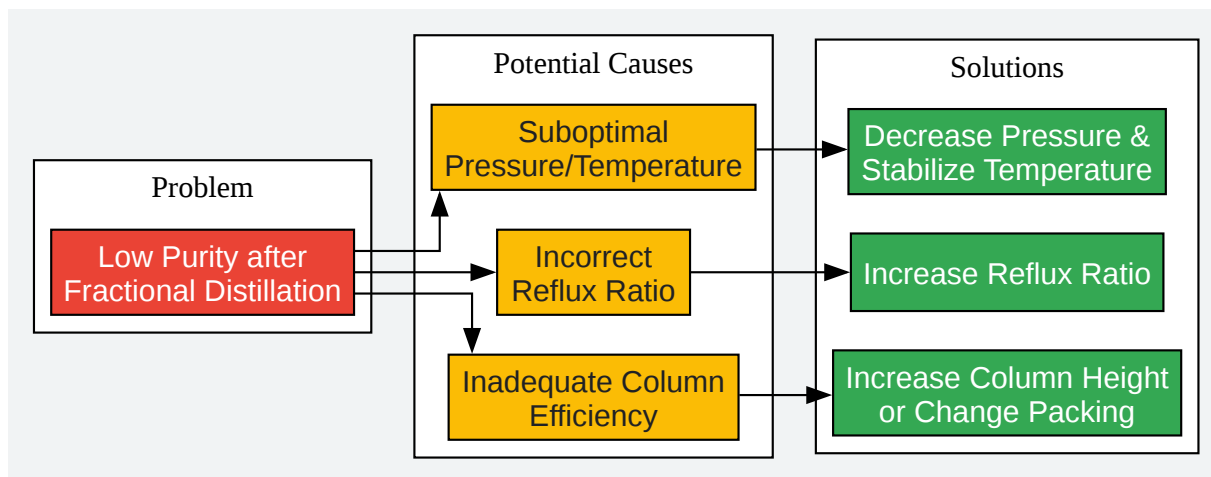 Problem
Low Purity after
Fractional Distillation
Potential Causes
Suboptimal
Pressure/Temperature
Incorrect
Reflux Ratio
Inadequate Column
Efficiency
Solutions
Decrease Pressure &
Stabilize Temperature
Increase Reflux Ratio
Increase Column Height
or Change Packing